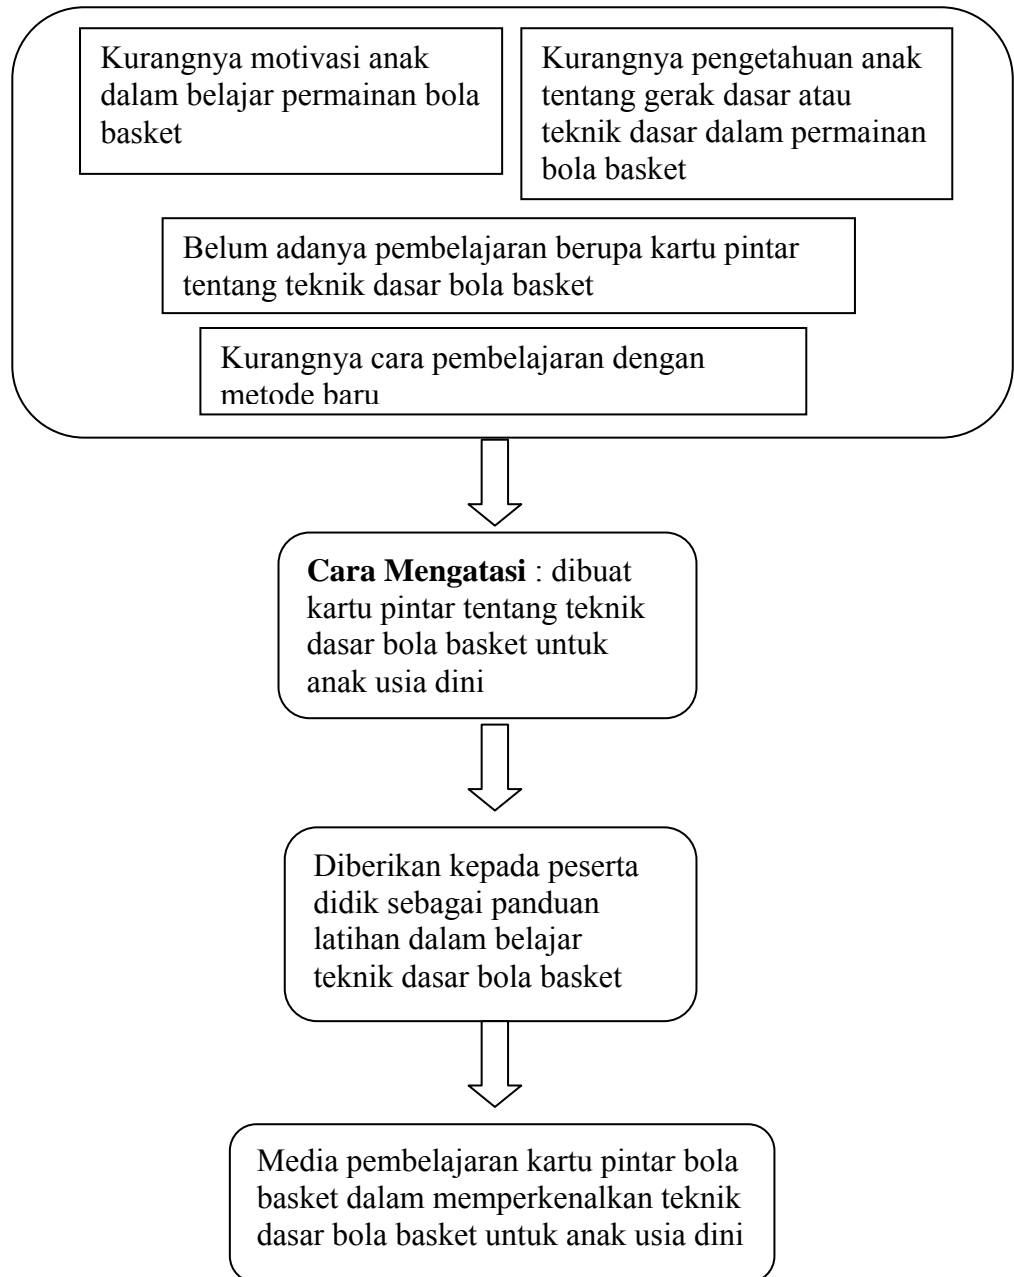 Kurangnya motivasi anak
dalam belajar permainan bola
basket
Kurangnya pengetahuan anak
tentang gerak dasar atau
teknik dasar dalam permainan
bola basket
Belum adanya pembelajaran berupa kartu pintar
tentang teknik dasar bola basket
Kurangnya cara pembelajaran dengan
metode baru
Cara Mengatasi : dibuat
kartu pintar tentang teknik
dasar bola basket untuk
anak usia dini
Diberikan kepada peserta
didik sebagai panduan
latihan dalam belajar
teknik dasar bola basket
Media pembelajaran kartu pintar bola
basket dalam memperkenalkan teknik
dasar bola basket untuk anak usia dini